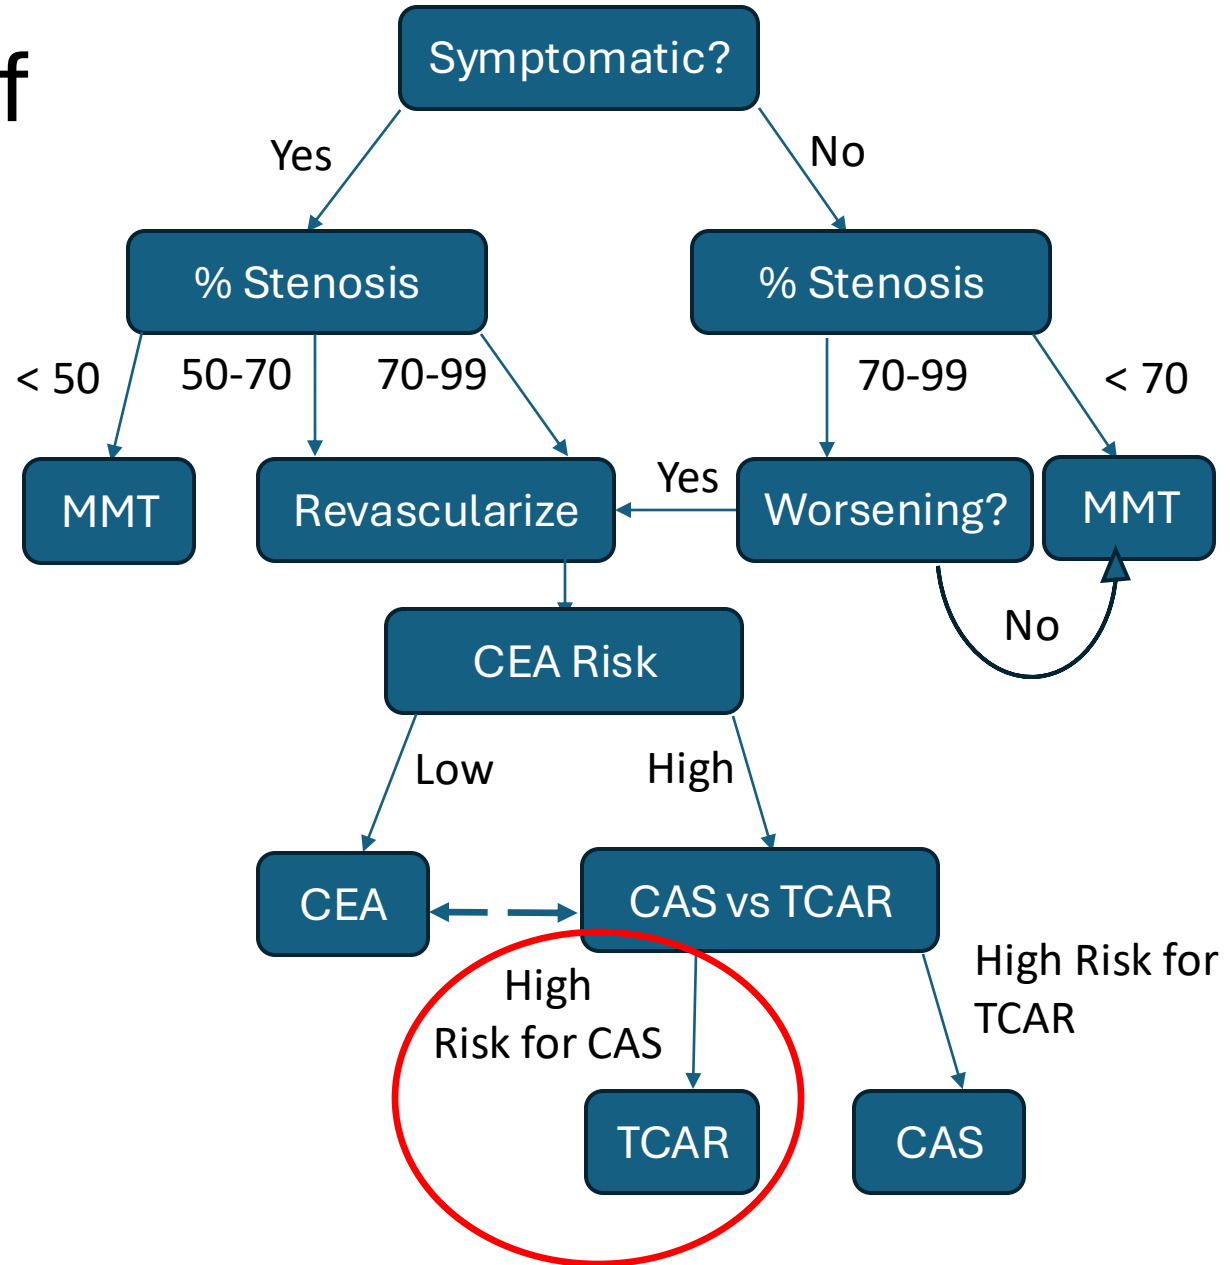 f
Symptomatic?
Yes
No
% Stenosis
% Stenosis
< 50
50-70
70-99
70-99
< 70
MMT
Revascularize
Yes
Worsening?
MMT
No
CEA Risk
Low
High
CEA
CAS vs TCAR
High
Risk for CAS
High Risk for
TCAR
TCAR
CAS